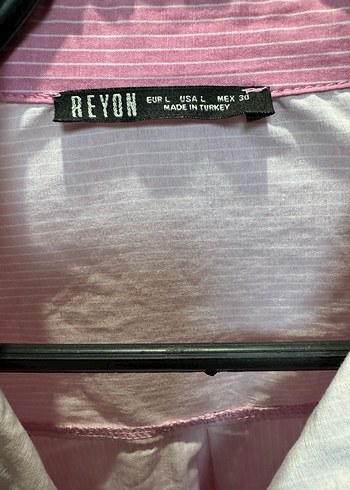 REYON
EUR L USA L MEX 30
MADE IN TURKEY